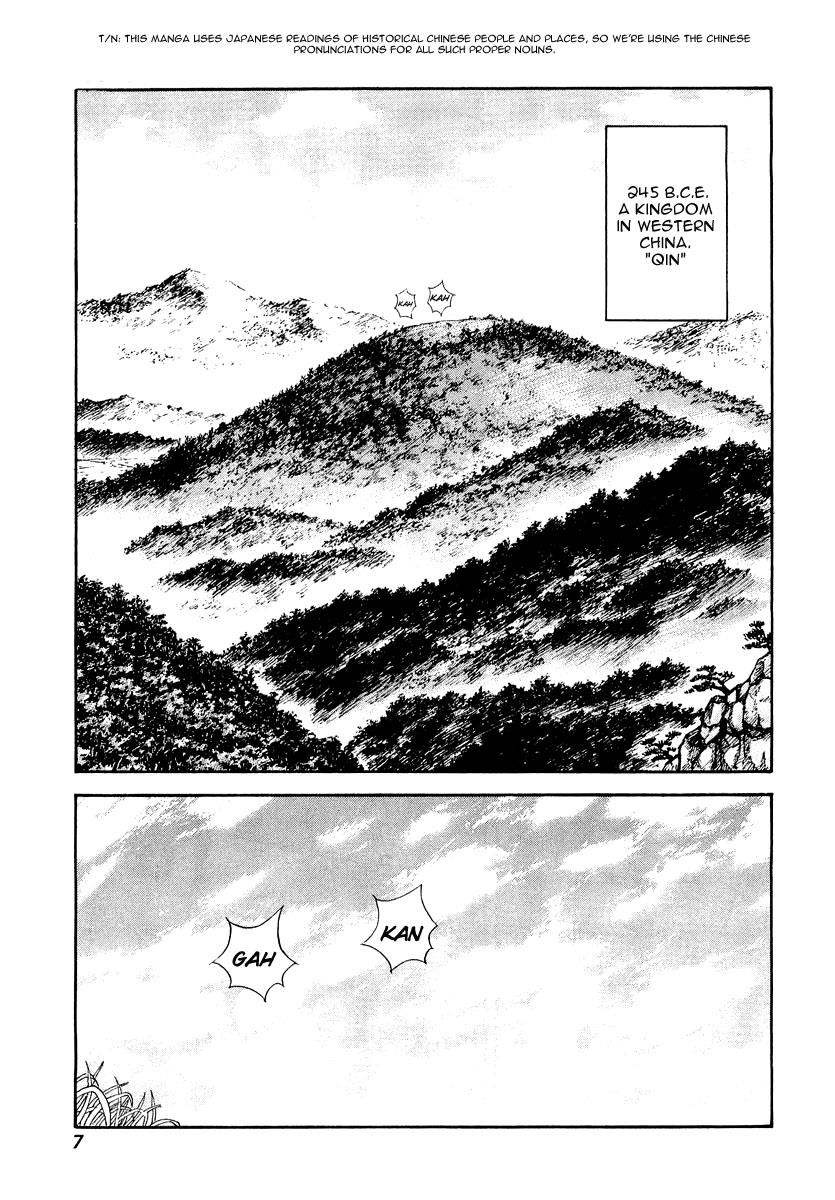 T/N: THIS MANGA USES JAPANESE READINGS OF HISTORICAL CHINESE PEOPLE AND PLACES, SO WE'RE USING THE CHINESE
PRONUNCIATIONS FOR ALL SUCH PROPER NOUNS.
245 B.C.E.
A KINGDOM
IN WESTERN
CHINA.
"QIN"
KAH
KAH
KAN
GAH
7